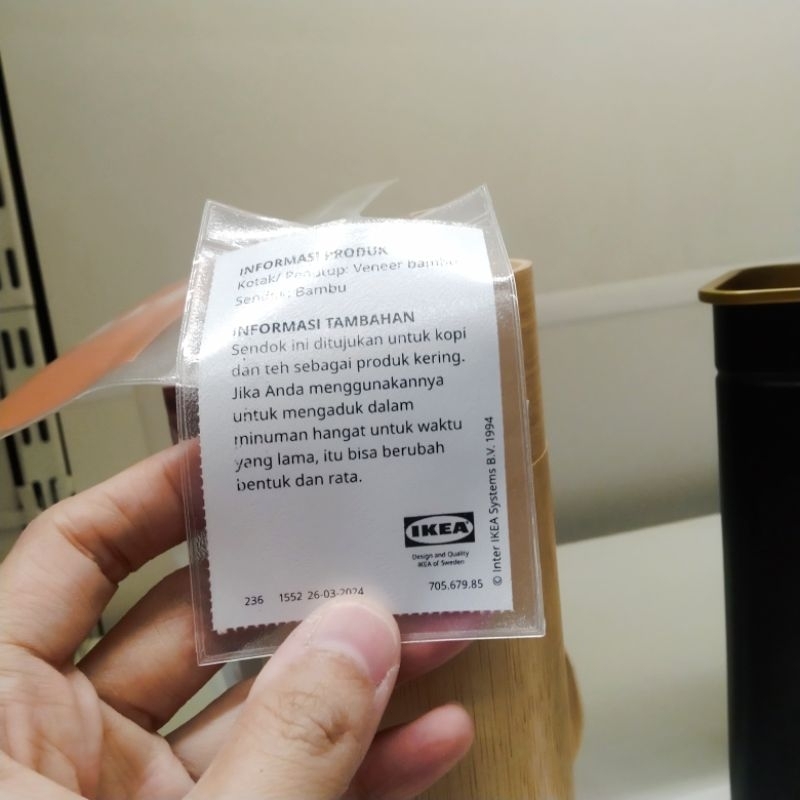 INFORMASI PRODUK
Kotak/ Penutup: Veneer bambu
Sendok: Bambu
INFORMASI TAMBAHAN
Sendok ini ditujukan untuk kopi
dan teh sebagai produk kering.
Jika Anda menggunakannya
untuk mengaduk dalam
minuman hangat untuk waktu
yang lama, itu bisa berubah
bentuk dan rata.
© Inter IKEA Systems B.V. 1994
IKEA
Design and Quality
IKEA of Sweden
236 1552 26-03-2024 705.679.85